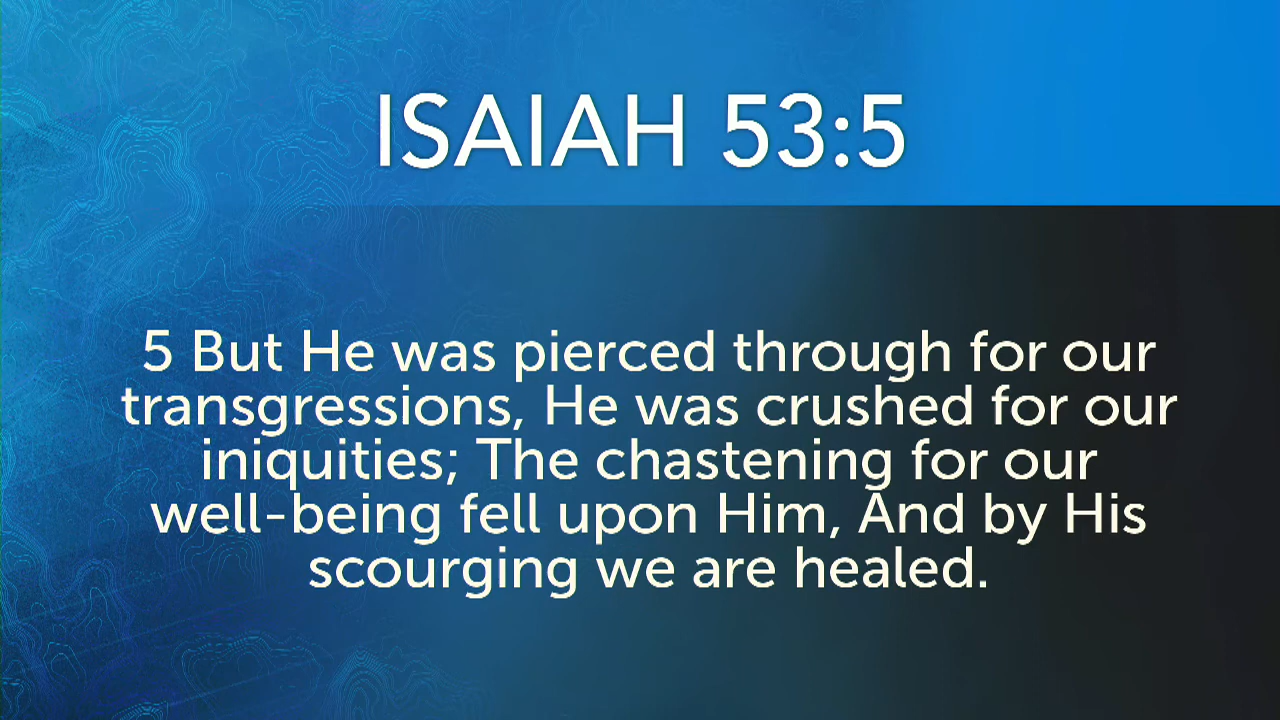 ISAIAH 53:5
5 But He was pierced through for our
transgressions, He was crushed for our
iniquities; The chastening for our
well-being fell upon Him, And by His
scourging we are healed.